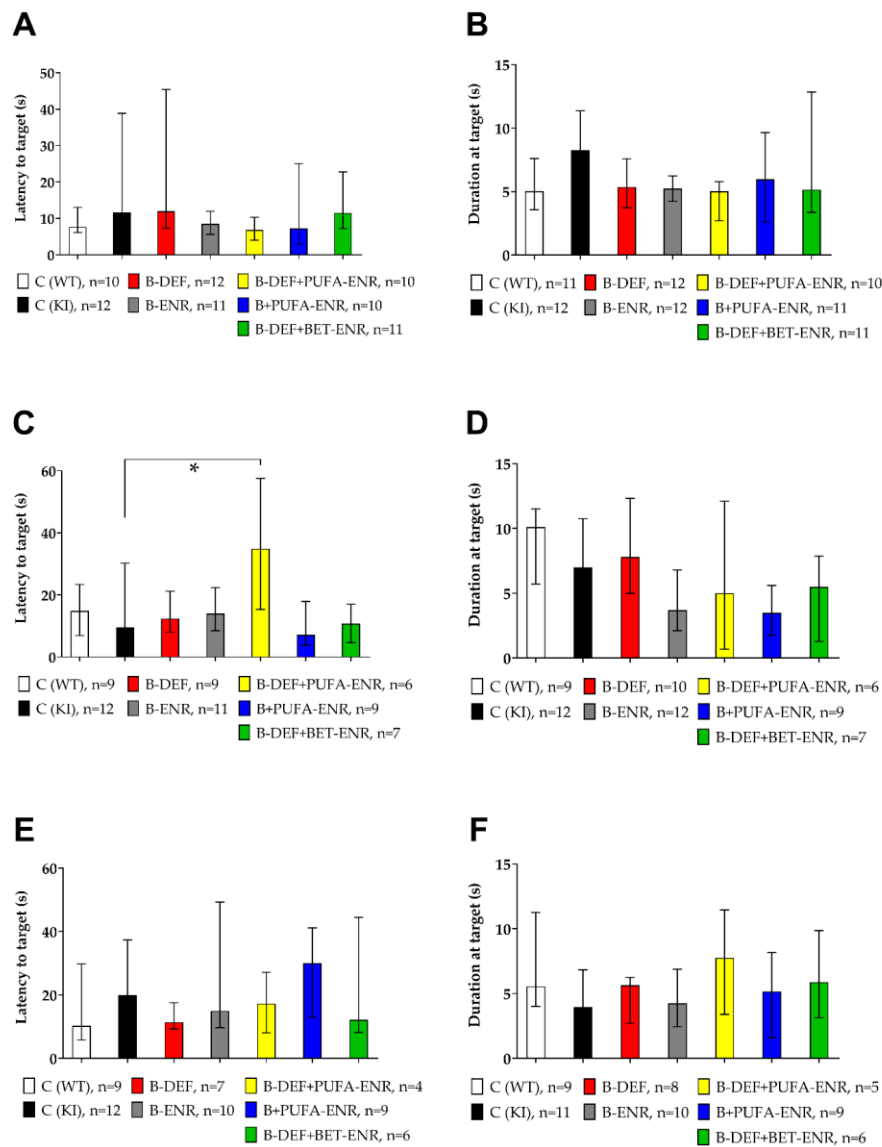 A
Latency to target (s)
50
40
30
20
10
0
C (WT), n=10 B-DEF, n=12 B-DEF+PUFA-ENR, n=10
C (KI), n=12 B-ENR, n=11 B+PUFA-ENR, n=10
B-DEF+BET-ENR, n=11
B
Duration at target (s)
15
10
5
0
C (WT), n=11 B-DEF, n=12 B-DEF+PUFA-ENR, n=10
C (KI), n=12 B-ENR, n=12 B+PUFA-ENR, n=11
B-DEF+BET-ENR, n=11
C
Latency to target (s)
60
40
20
0
*
C (WT), n=9 B-DEF, n=9 B-DEF+PUFA-ENR, n=6
C (KI), n=12 B-ENR, n=11 B+PUFA-ENR, n=9
B-DEF+BET-ENR, n=7
D
Duration at target (s)
15
10
5
0
C (WT), n=9 B-DEF, n=10 B-DEF+PUFA-ENR, n=6
C (KI), n=12 B-ENR, n=12 B+PUFA-ENR, n=9
B-DEF+BET-ENR, n=7
E
Latency to target (s)
60
40
20
0
C (WT), n=9 B-DEF, n=7 B-DEF+PUFA-ENR, n=4
C (KI), n=12 B-ENR, n=10 B+PUFA-ENR, n=9
B-DEF+BET-ENR, n=6
F
Duration at target (s)
15
10
5
0
C (WT), n=9 B-DEF, n=8 B-DEF+PUFA-ENR, n=5
C (KI), n=11 B-ENR, n=10 B+PUFA-ENR, n=9
B-DEF+BET-ENR, n=6